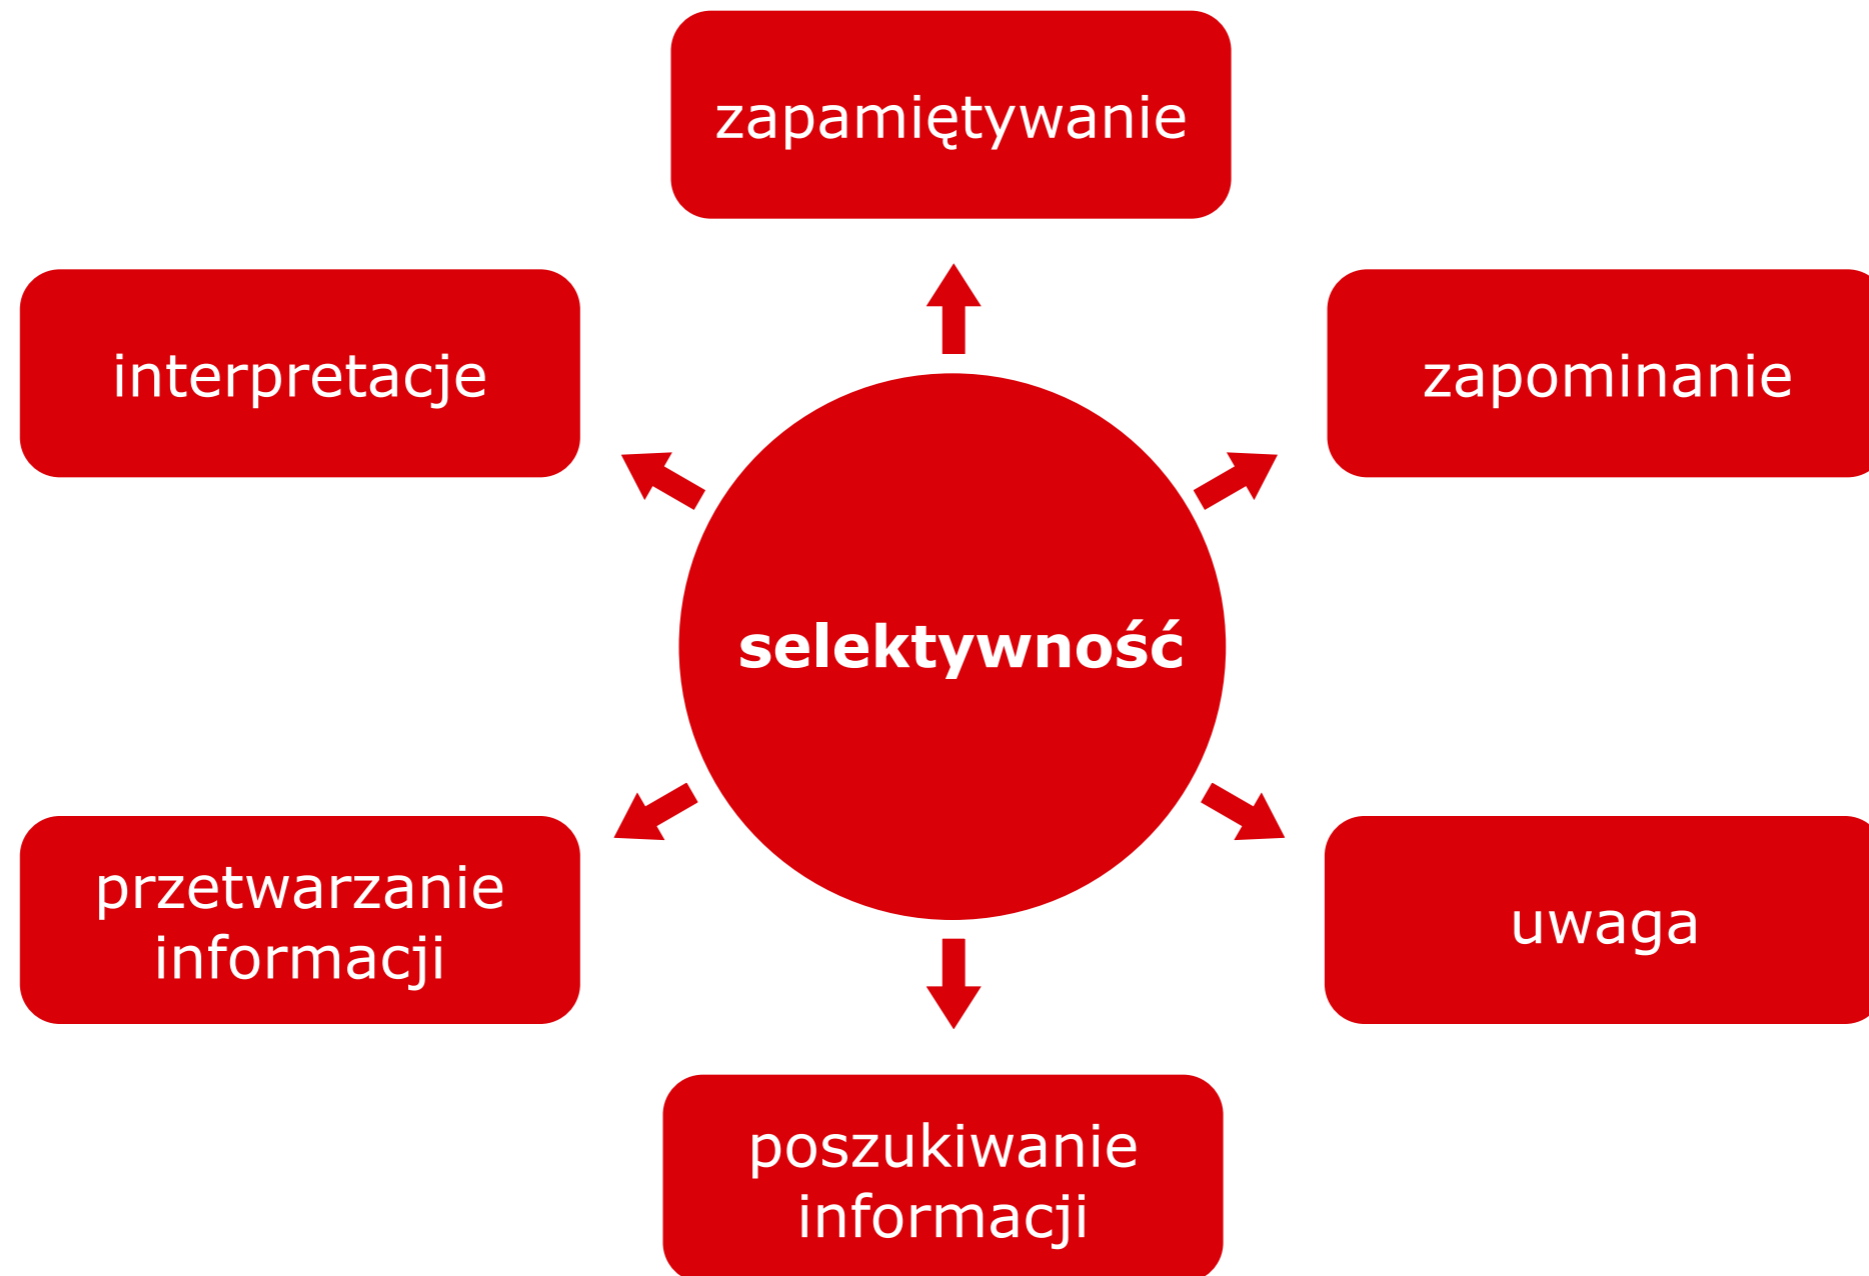 zapamiętywanie
interpretacje
zapominanie
selektywność
przetwarzanie
informacji
uwaga
poszukiwanie
informacji